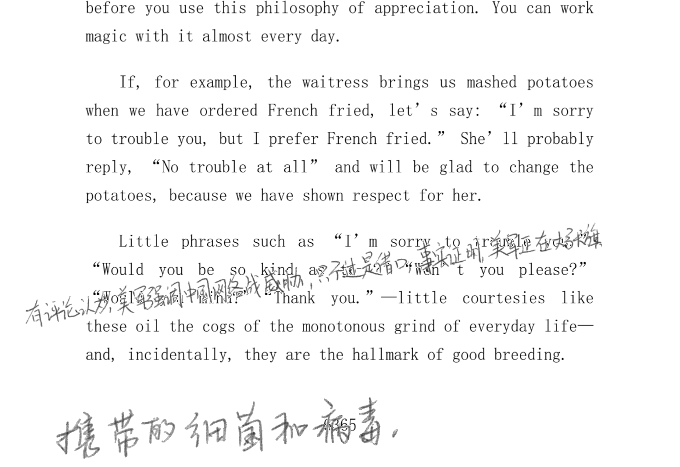 before you use this philosophy of appreciation. You can work
magic with it almost every day.
If, for example, the waitress brings us mashed potatoes
when we have ordered French fried, let's say: “I'm sorry
to trouble you, but I prefer French fried.” She'll probably
reply, “No trouble at all” and will be glad to change the
potatoes, because we have shown respect for her.
Little phrases such as “I'm sorry to trouble you,”
“Would you be so kind as “Won't you please?”
mind?” “Thank you.”—little courtesies like
有评论认为,美军强调中国网络战威胁,只不过是借口,事实证明,美军正在大张旗
these oil the cogs of the monotonous grind of everyday life—
and, incidentally, they are the hallmark of good breeding.
365
携带的细菌和病毒,